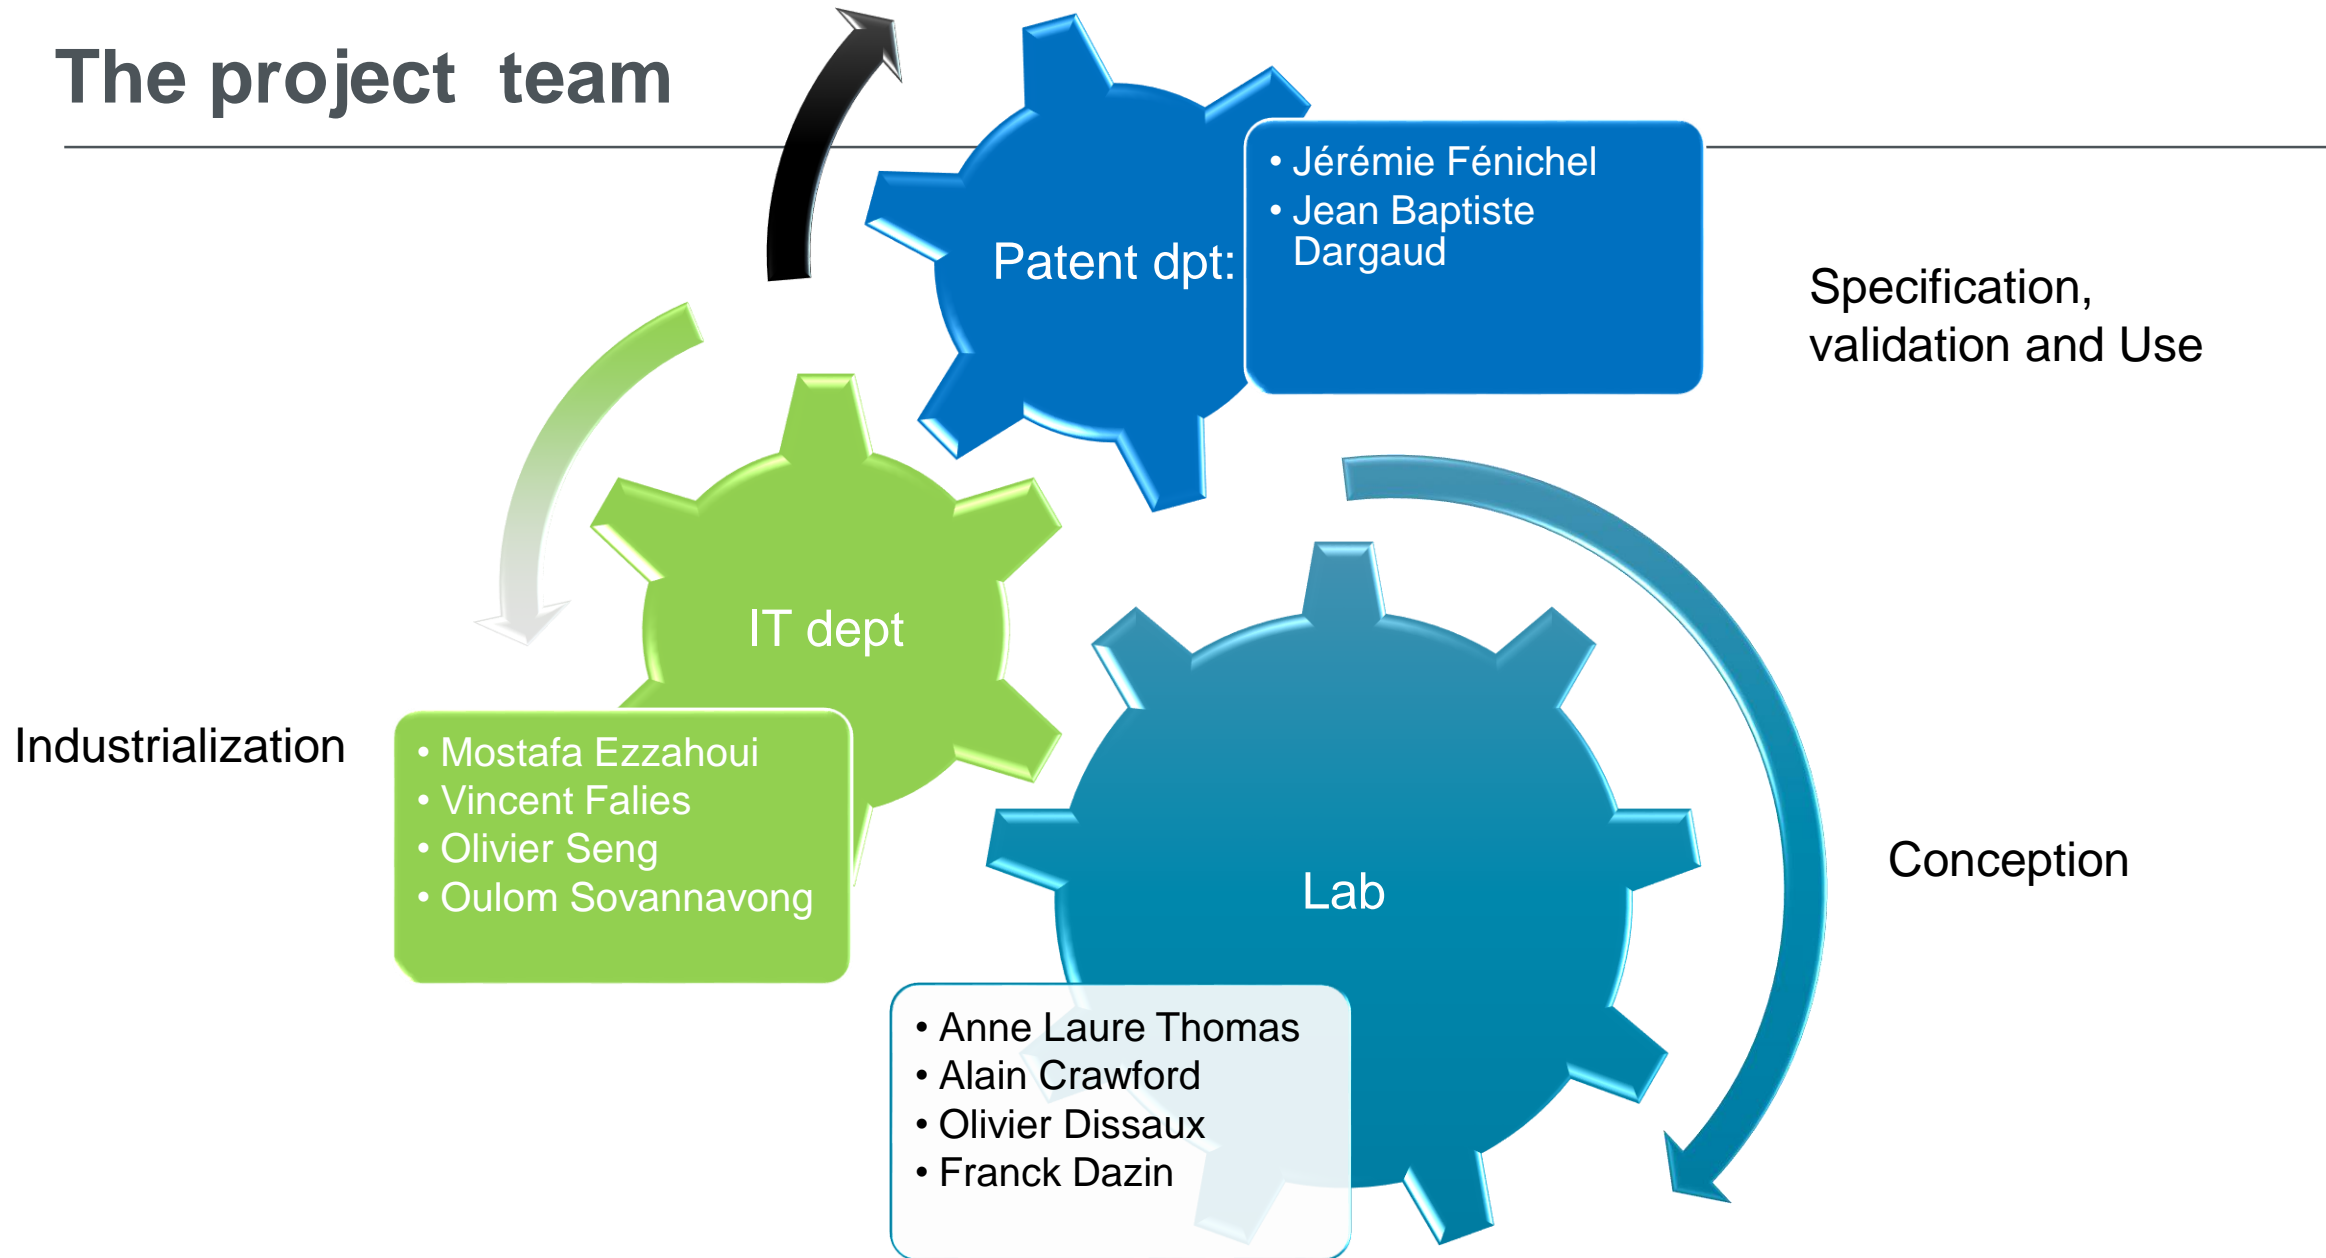 The project  team
Patent dpt:
• Jérémie Fénichel
• Jean Baptiste
Dargaud
Specification,
validation and Use
IT dept
Industrialization
• Mostafa Ezzahoui
• Vincent Falies
• Olivier Seng
• Oulom Sovannavong
Lab
Conception
• Anne Laure Thomas
• Alain Crawford
• Olivier Dissaux
• Franck Dazin